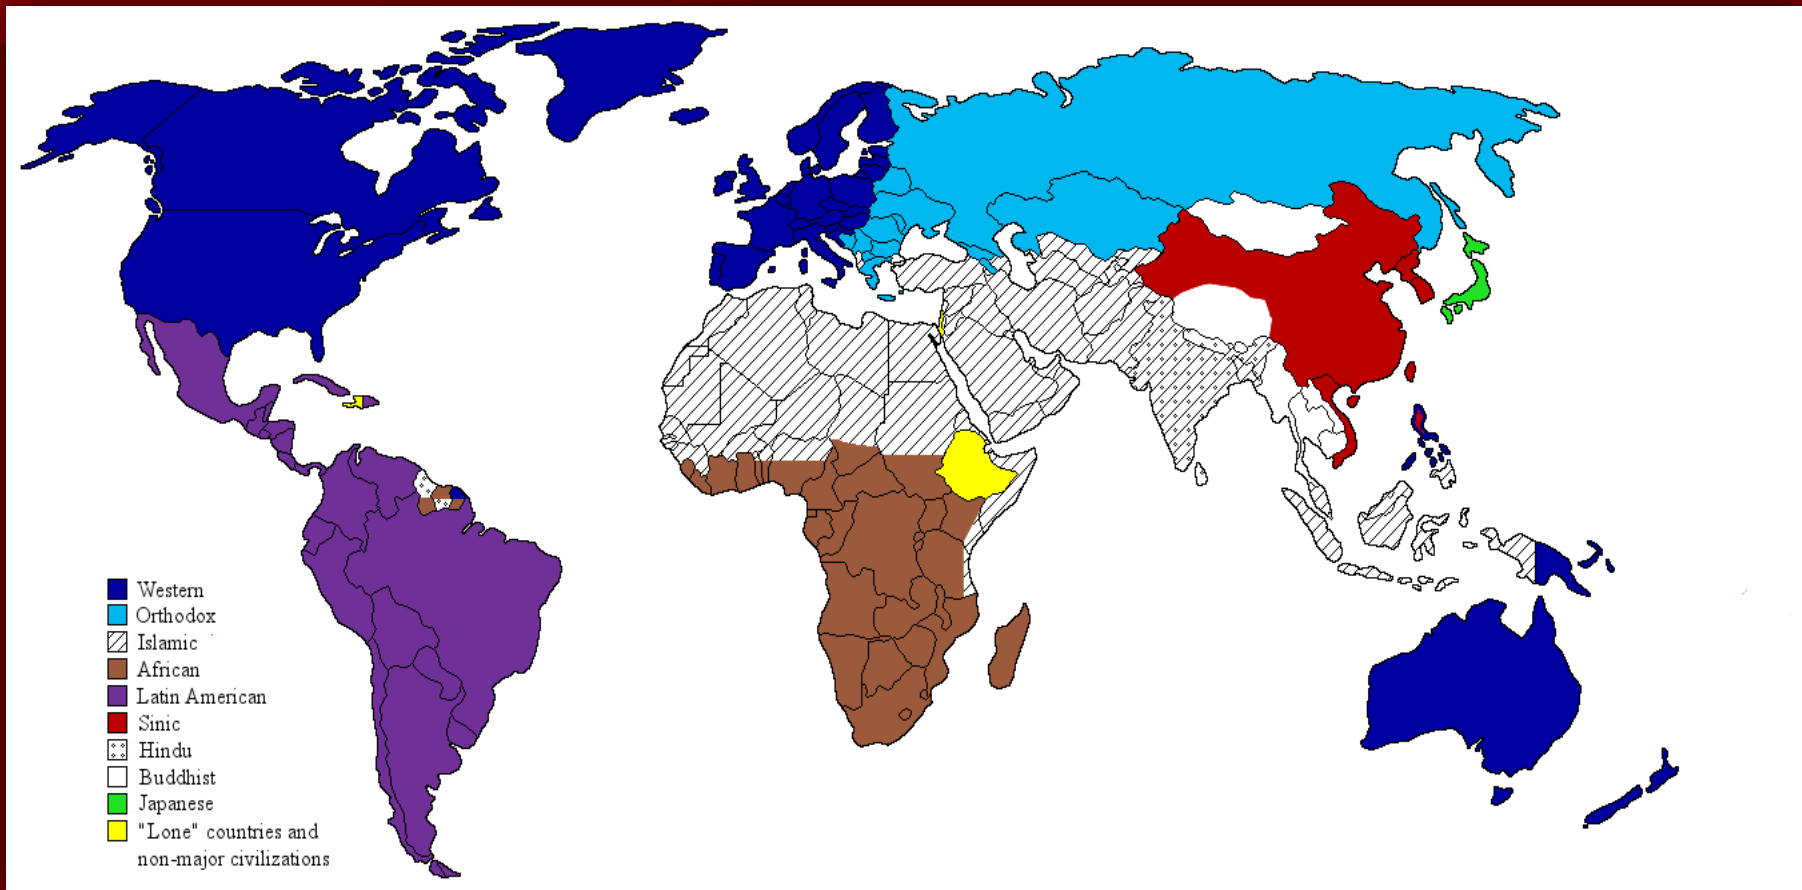 Western
Orthodox
Islamic
African
Latin American
Sinic
Hindu
Buddhist
Japanese
"Lone" countries and
non-major civilizations